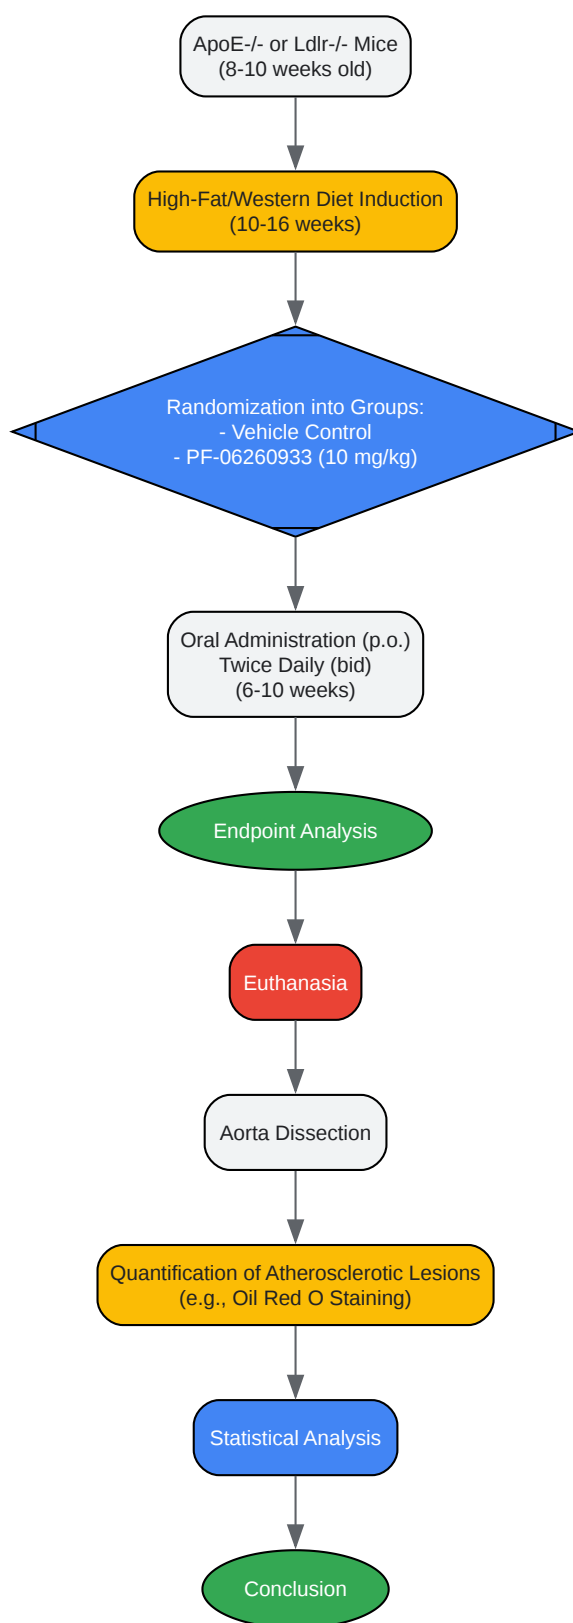 ApoE-/- or Ldlr-/- Mice
(8-10 weeks old)
High-Fat/Western Diet Induction
(10-16 weeks)
Randomization into Groups:
- Vehicle Control
- PF-06260933 (10 mg/kg)
Oral Administration (p.o.)
Twice Daily (bid)
(6-10 weeks)
Endpoint Analysis
Euthanasia
Aorta Dissection
Quantification of Atherosclerotic Lesions
(e.g., Oil Red O Staining)
Statistical Analysis
Conclusion